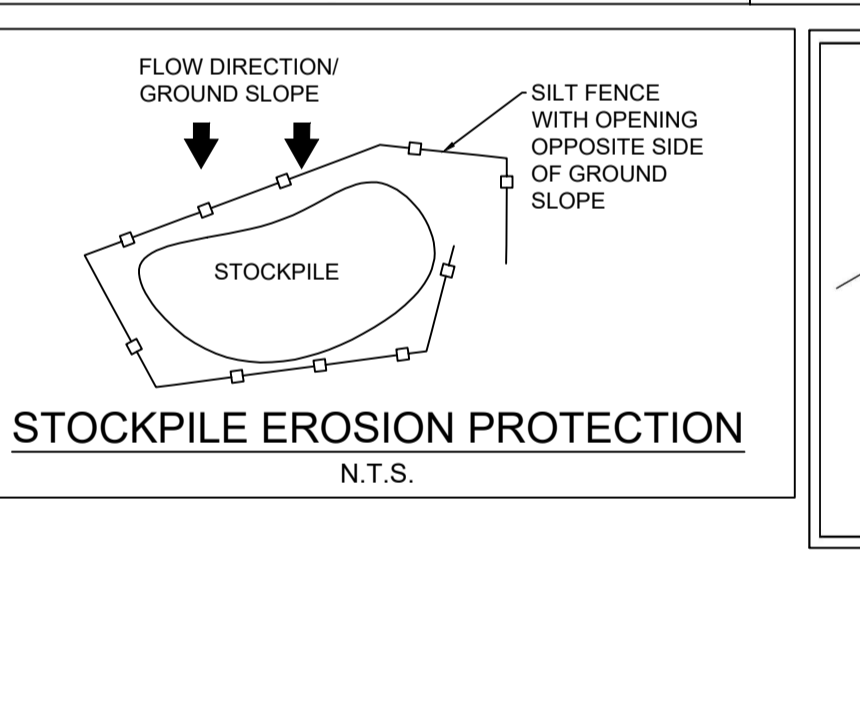 FLOW DIRECTION/
GROUND SLOPE
SILT FENCE
WITH OPENING
OPPOSITE SIDE
OF GROUND
SLOPE
STOCKPILE
STOCKPILE EROSION PROTECTION
N.T.S.